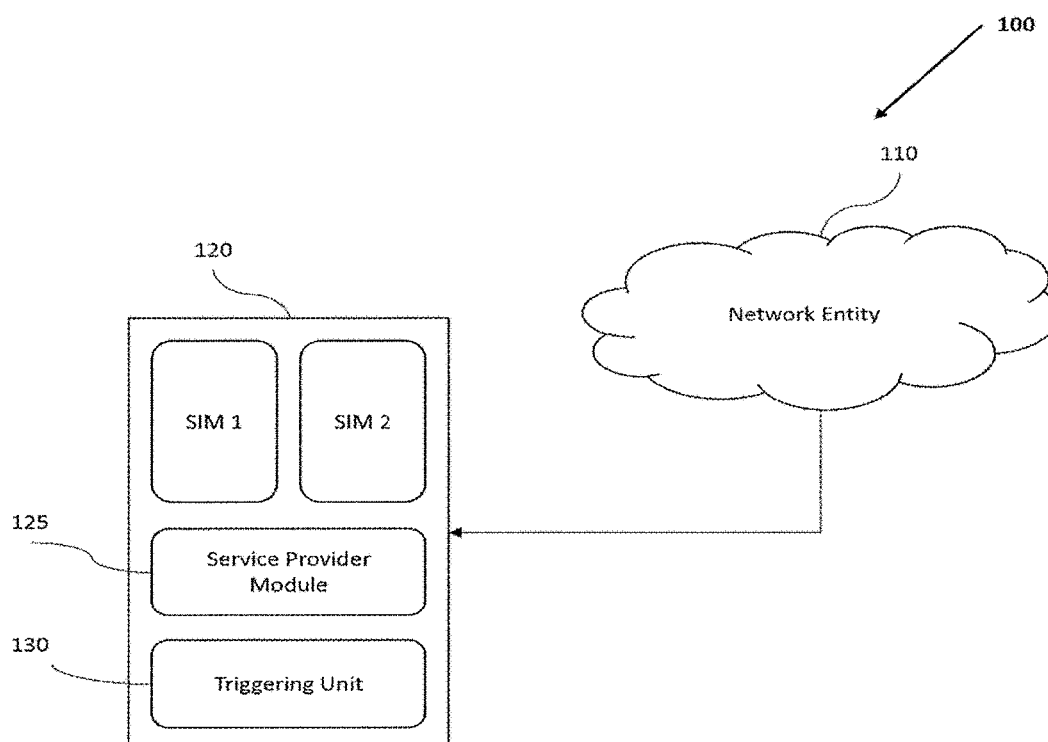 100
110
Network Entity
120
SIM 1
SIM 2
125
Service Provider
Module
130
Triggering Unit